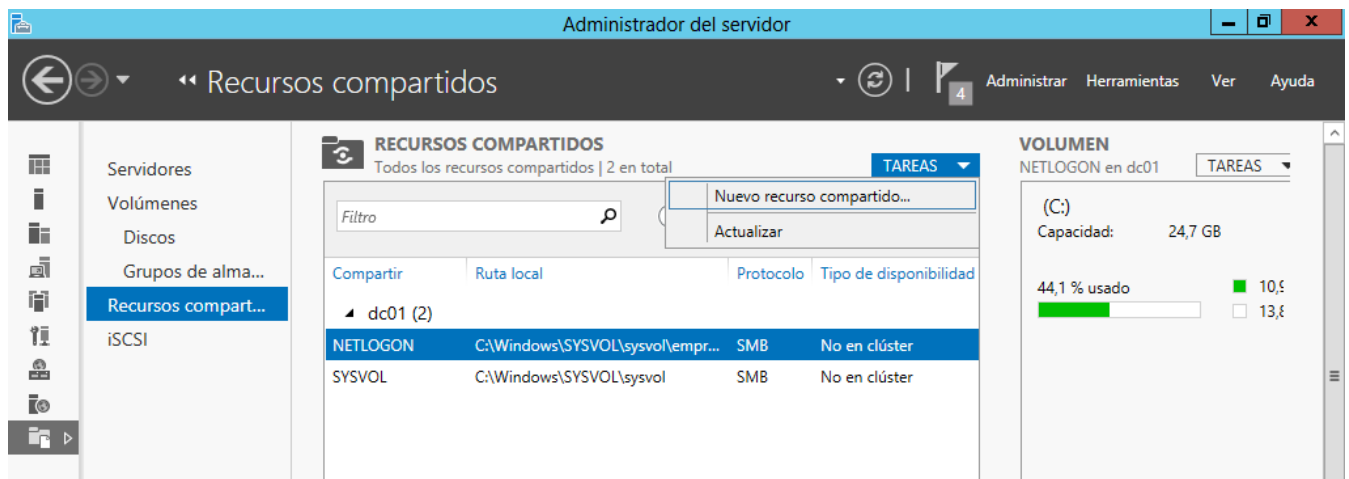 Administrador del servidor
Recursos compartidos
4
Administrar Herramientas Ver Ayuda
Servidores
Volúmenes
Discos
Grupos de alma...
Recursos compart...
iSCSI
RECURSOS COMPARTIDOS
Todos los recursos compartidos | 2 en total
TAREAS
Nuevo recurso compartido...
Actualizar
Filtro
Compartir Ruta local Protocolo Tipo de disponibilidad
dc01 (2)
NETLOGON C:\Windows\SYSVOL\sysvol\empr... SMB No en clúster
SYSVOL C:\Windows\SYSVOL\sysvol SMB No en clúster
VOLUMEN
NETLOGON en dc01
TAREAS
(C:)
Capacidad: 24,7 GB
44,1 % usado